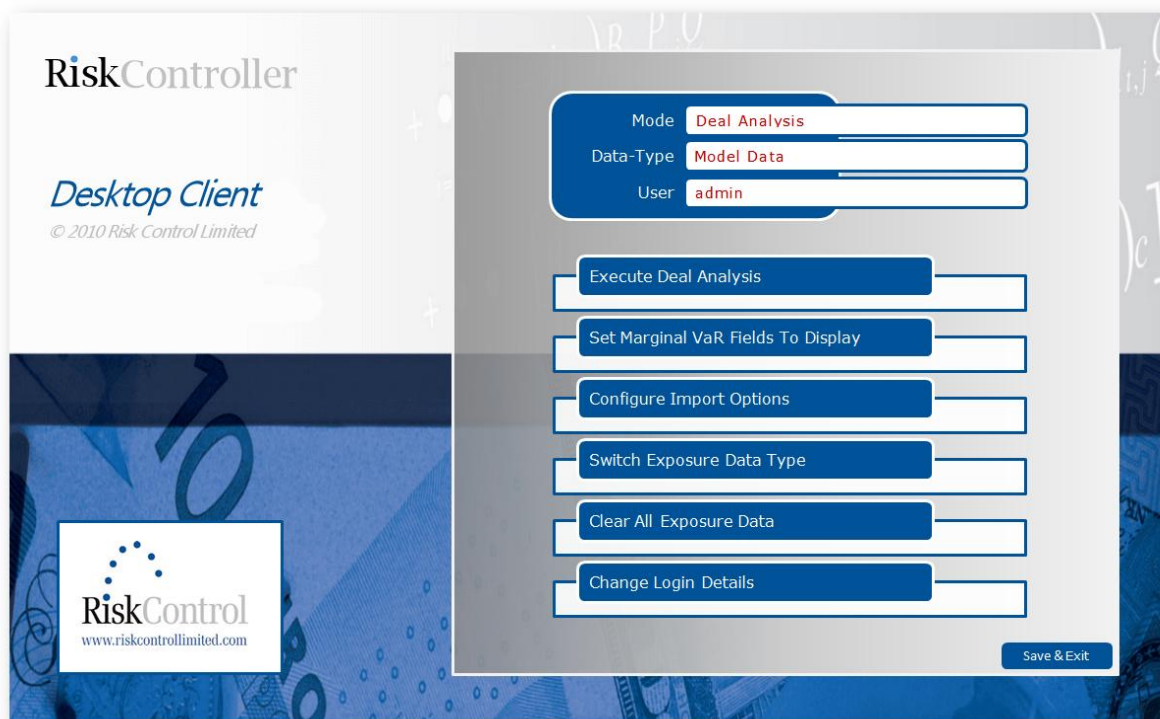 RiskController
Desktop Client
© 2010 Risk Control Limited
Mode Deal Analysis
Data-Type Model Data
User admin
Execute Deal Analysis
Set Marginal VaR Fields To Display
Configure Import Options
Switch Exposure Data Type
Clear All Exposure Data
Change Login Details
Save & Exit
RiskControl
www.riskcontrollimited.com
10